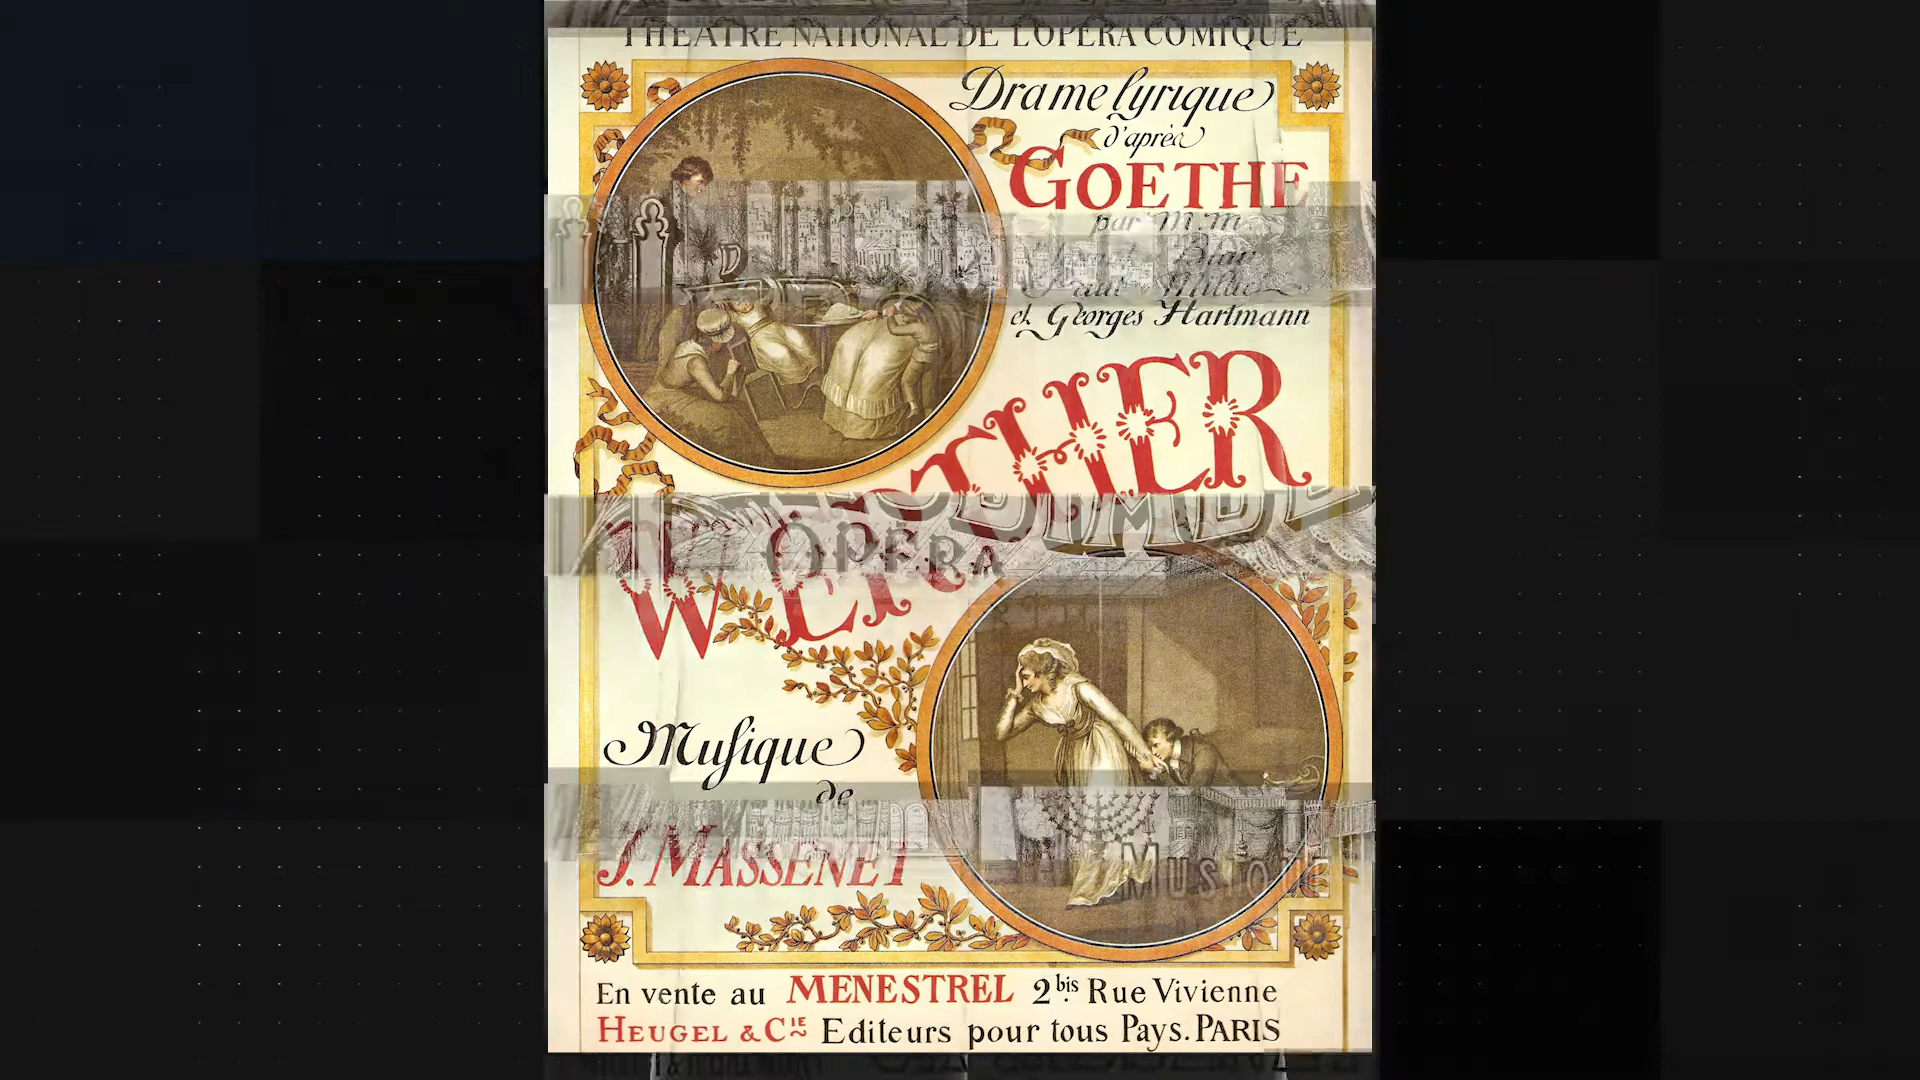 THÉATRE NATIONAL DE L'OPÉRA COMIQUE
Drame lyrique
d'après
GOETHE
par M.M
et Georges Hartmann
WERTHER
OPÉRA
Musique
de
J. MASSENET
MUSIQUE
En vente au MENESTREL 2bis Rue Vivienne
HEUGEL & CIE Editeurs pour tous Pays. PARIS